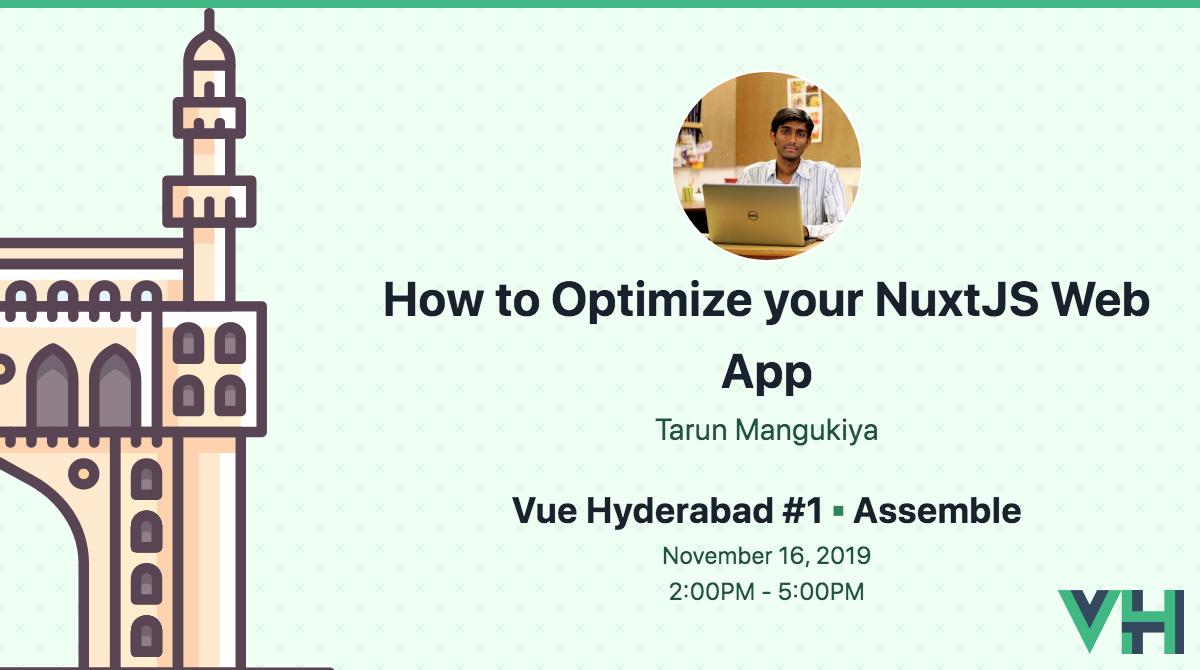 How to Optimize your NuxtJS Web
App
Tarun Mangukiya
Vue Hyderabad #1 ▪ Assemble
November 16, 2019
2:00PM - 5:00PM
VH